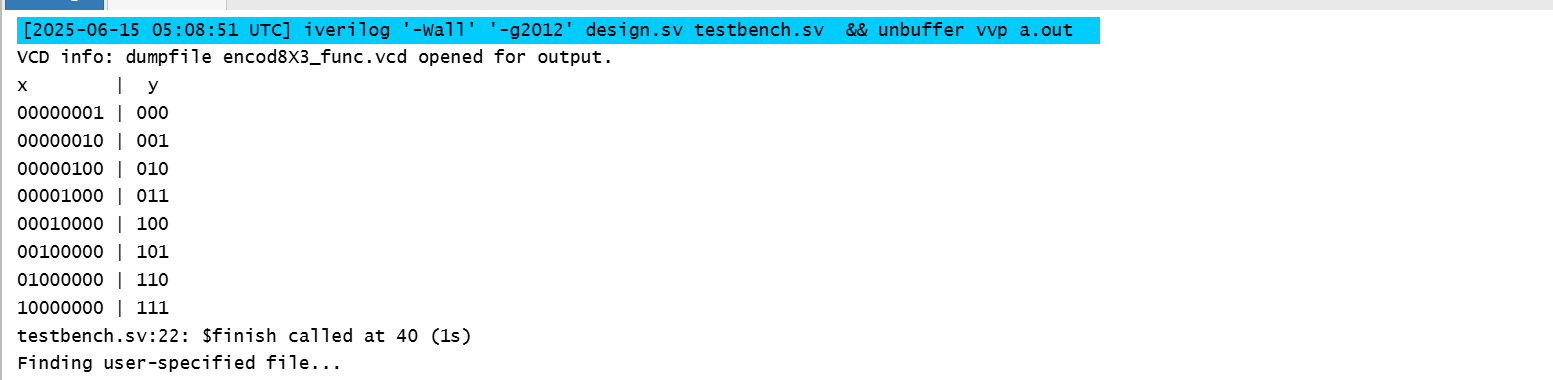 [2025-06-15 05:08:51 UTC] iverilog '-Wall' '-g2012' design.sv testbench.sv  && unbuffer vvp a.out
VCD info: dumpfile encod8X3_func.vcd opened for output.
x        |  y
00000001 | 000
00000010 | 001
00000100 | 010
00001000 | 011
00010000 | 100
00100000 | 101
01000000 | 110
10000000 | 111
testbench.sv:22: $finish called at 40 (1s)
Finding user-specified file...